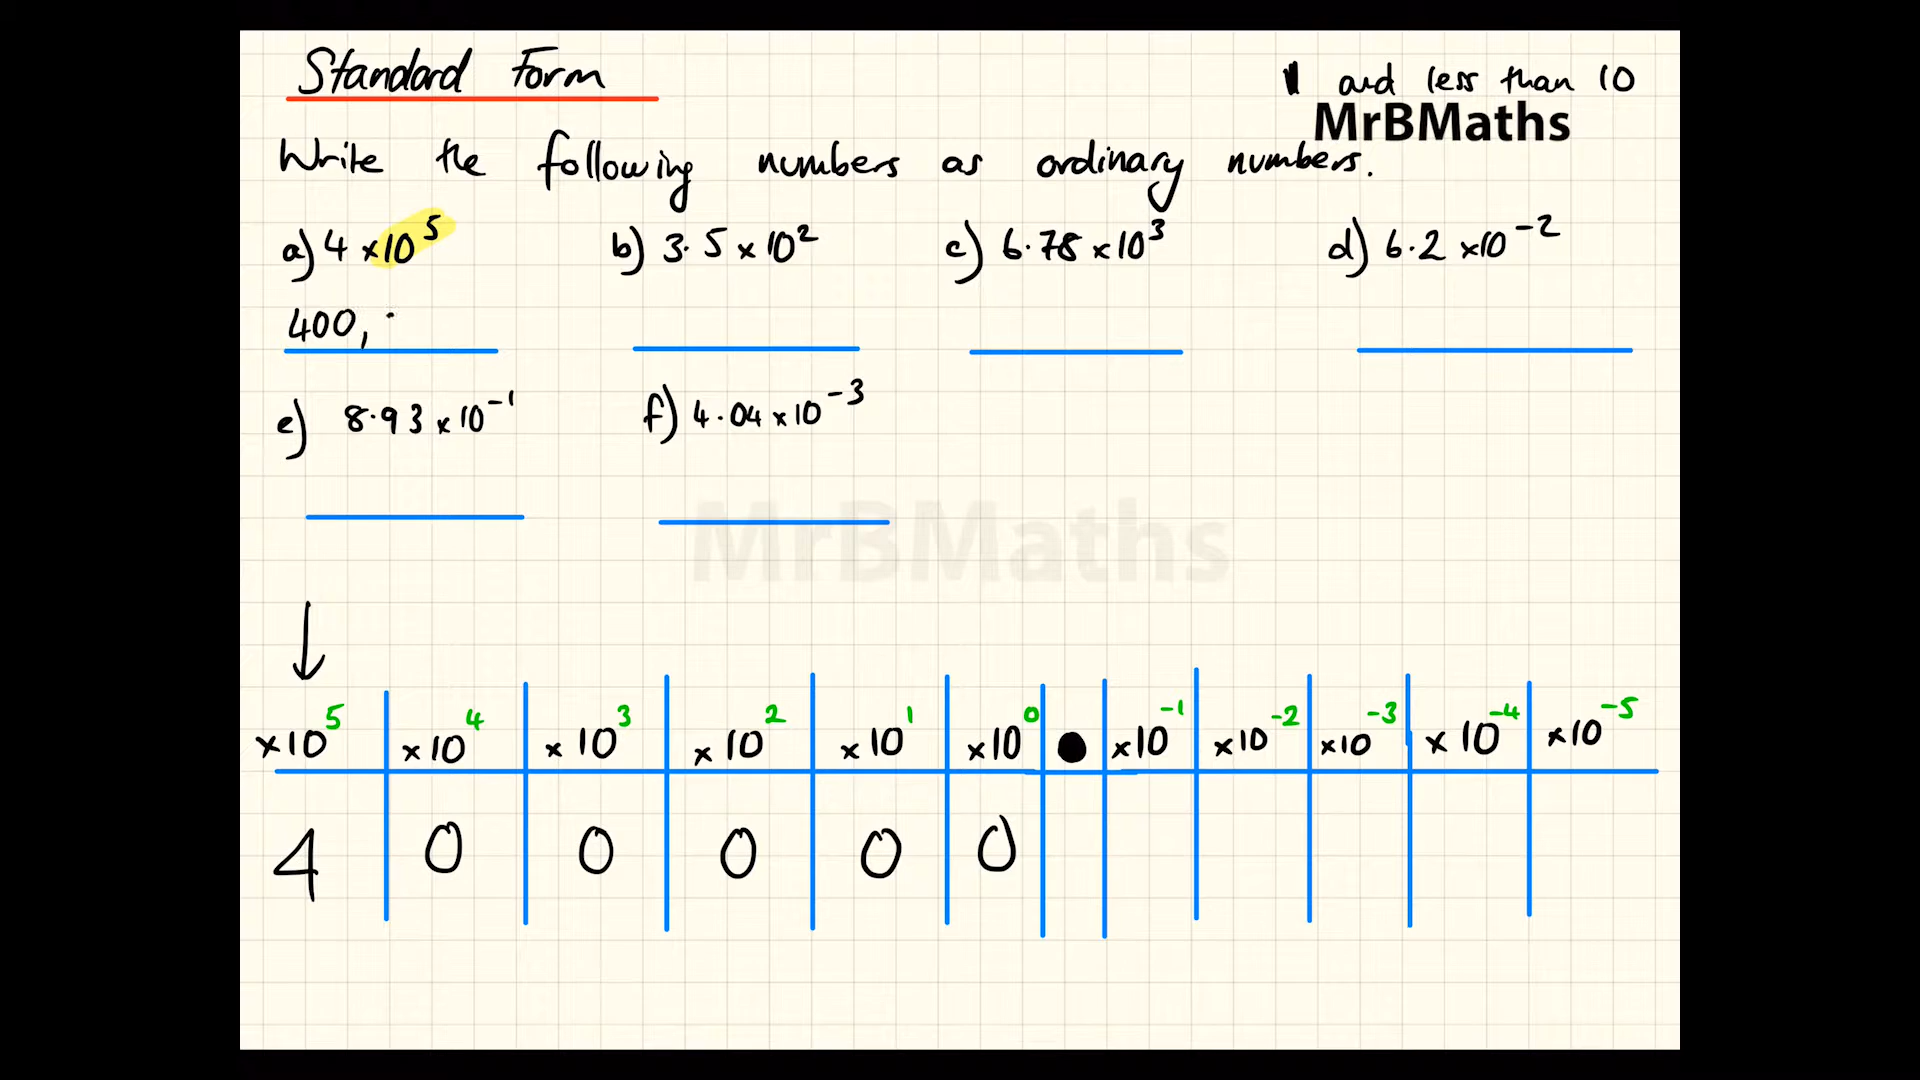 Standard Form
1 and less than 10
MrBMaths
Write the following numbers as ordinary numbers.
a) 4 ×10⁵ b) 3.5 ×10² c) 6.78 ×10³ d) 6.2 ×10⁻²
400,
e) 8.93 ×10⁻¹ f) 4.04 ×10⁻³
MrBMaths
×10⁵ ×10⁴ ×10³ ×10² ×10¹ ×10⁰ • ×10⁻¹ ×10⁻² ×10⁻³ ×10⁻⁴ ×10⁻⁵
4 0 0 0 0 0